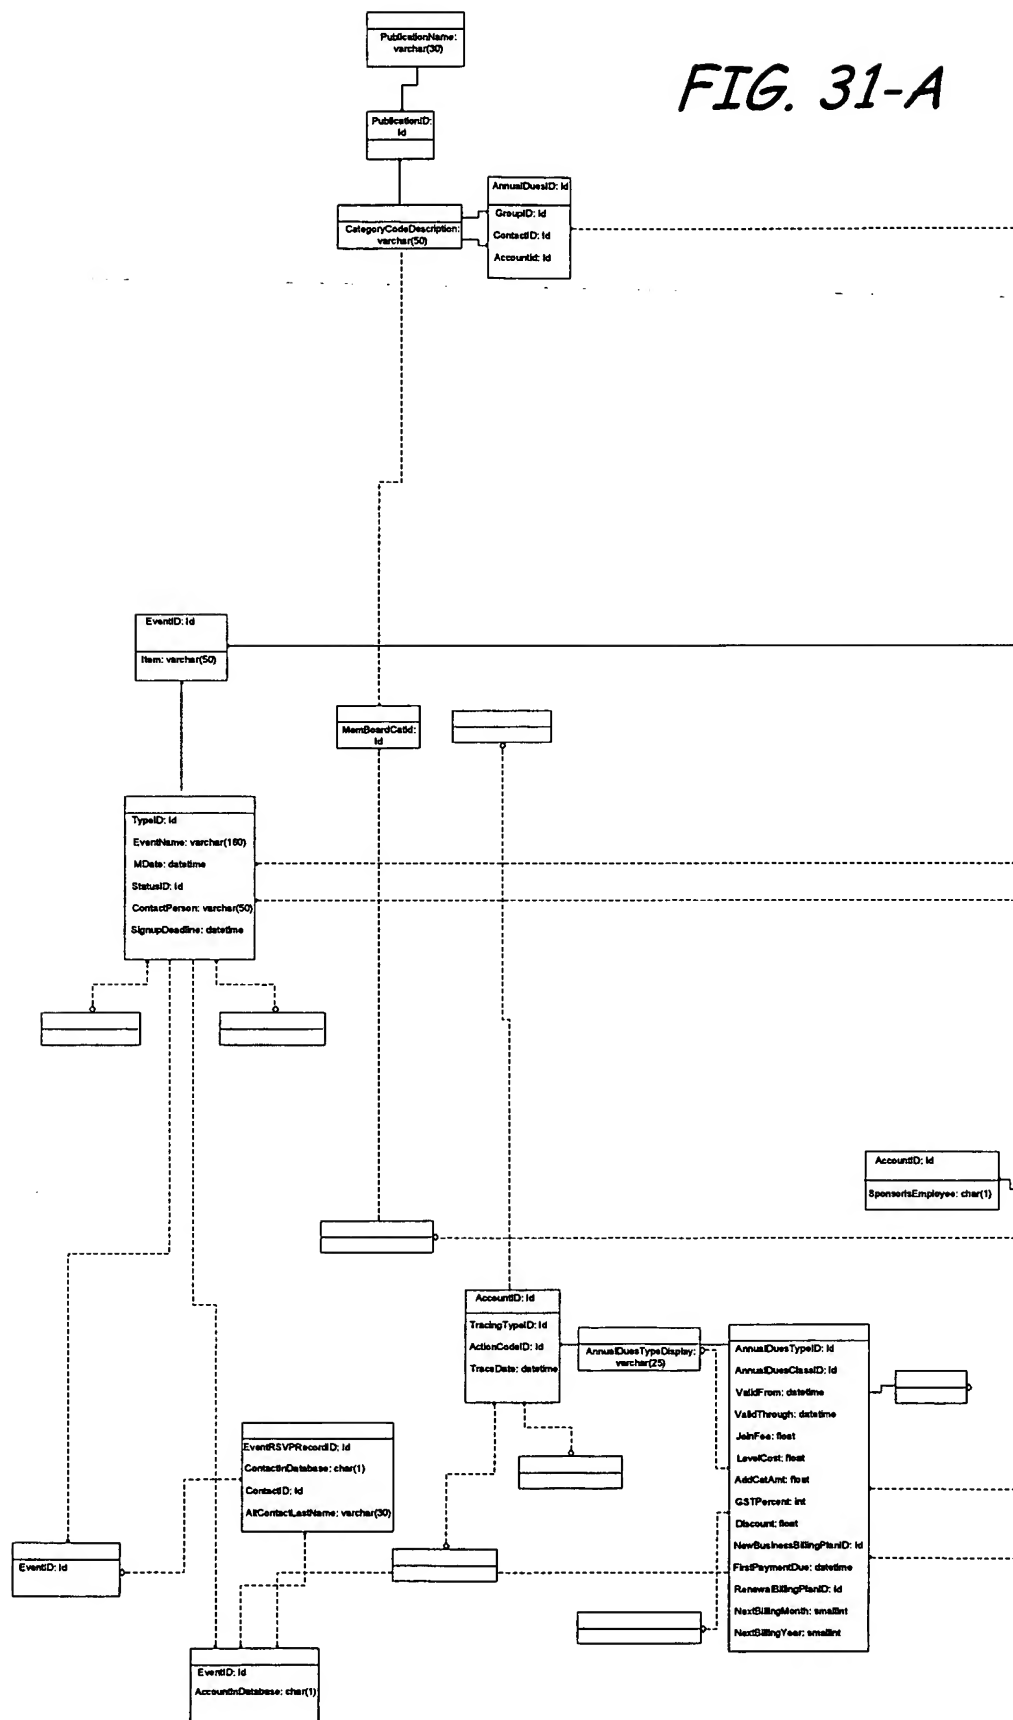 PublicationName:
varchar(30)
FIG. 31-A
PublicationID:
Id
AnnualDuesID: Id
GroupID: Id
ContactID: Id
AccountId: Id
CategoryCodeDescription:
varchar(50)
EventID: Id
Item: varchar(50)
MemBoardCatId:
Id
TypeID: Id
EventName: varchar(160)
MDate: datetime
StatusID: Id
ContactPerson: varchar(50)
SignupDeadline: datetime
AccountID: Id
SponsorIsEmployee: char(1)
AccountID: Id
TracingTypeID: Id
ActionCodeID: Id
TraceDate: datetime
AnnualDuesTypeDisplay:
varchar(25)
AnnualDuesTypeID: Id
AnnualDuesClassID: Id
ValidFrom: datetime
ValidThrough: datetime
JoinFee: float
LevelCost: float
AddCatAmt: float
GSTPercent: int
Discount: float
NewBusinessBillingPlanID: Id
FirstPaymentDue: datetime
RenewalBillingPlanID: Id
NextBillingMonth: smallint
NextBillingYear: smallint
EventRSVPRecordID: Id
ContactInDatabase: char(1)
ContactID: Id
AltContactLastName: varchar(30)
EventID: Id
EventID: Id
AccountInDatabase: char(1)